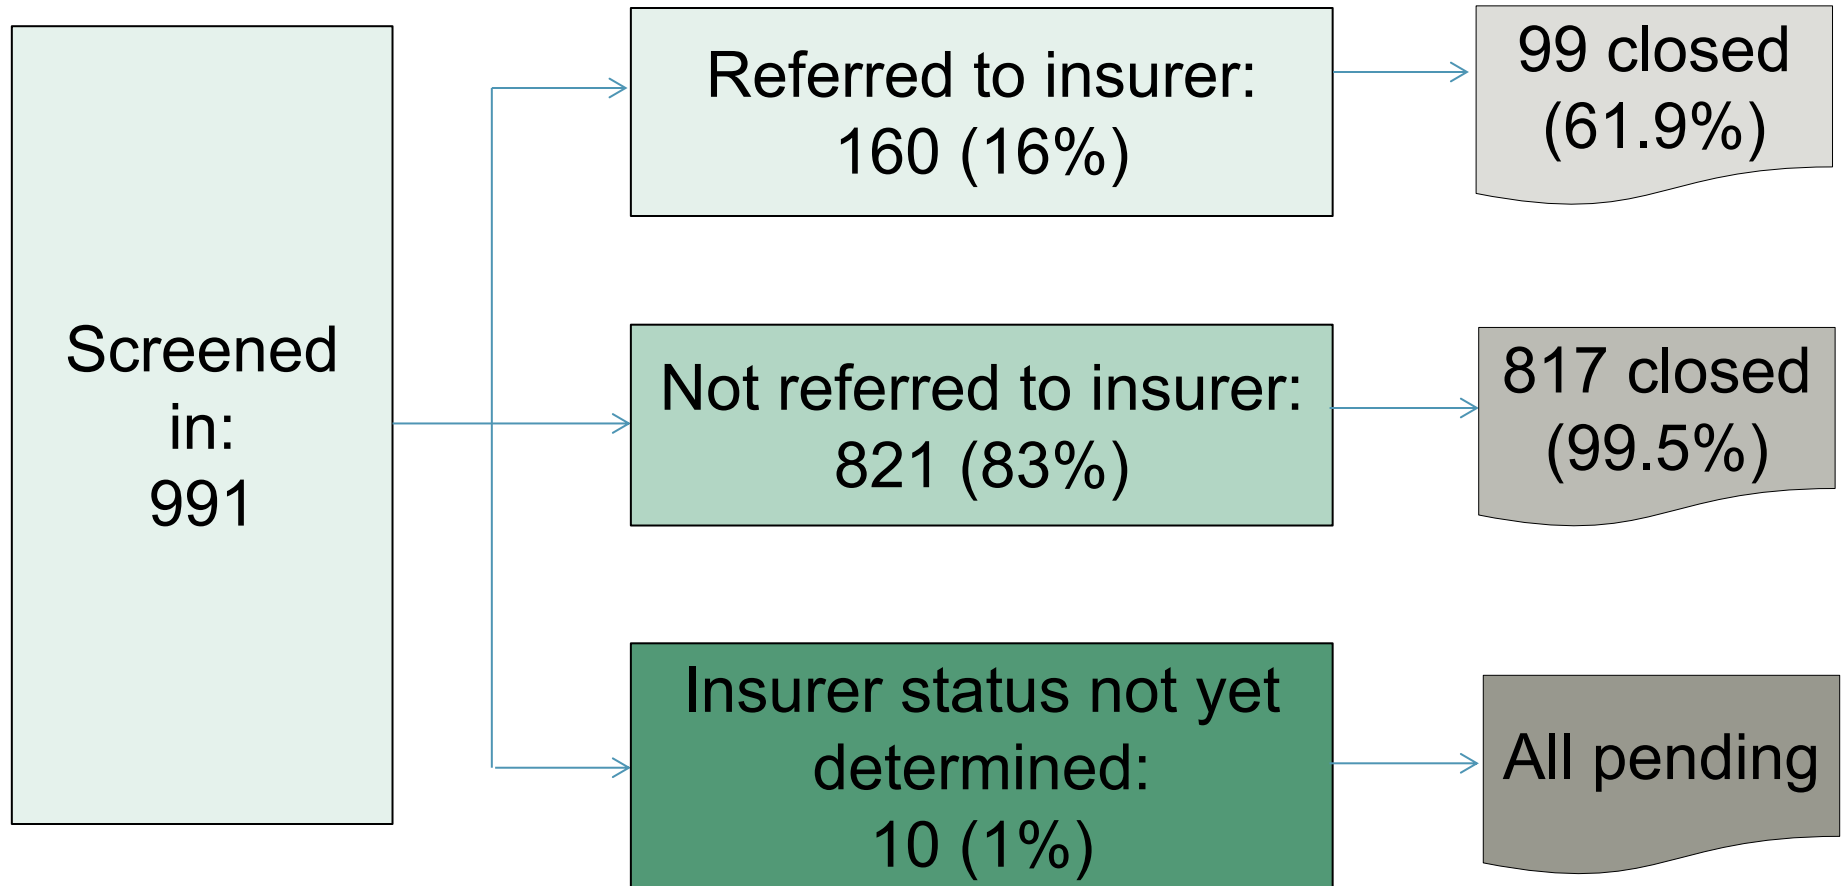 Screened
in:
991
Referred to insurer:
160 (16%)
99 closed
(61.9%)
Not referred to insurer:
821 (83%)
817 closed
(99.5%)
Insurer status not yet
determined:
10 (1%)
All pending